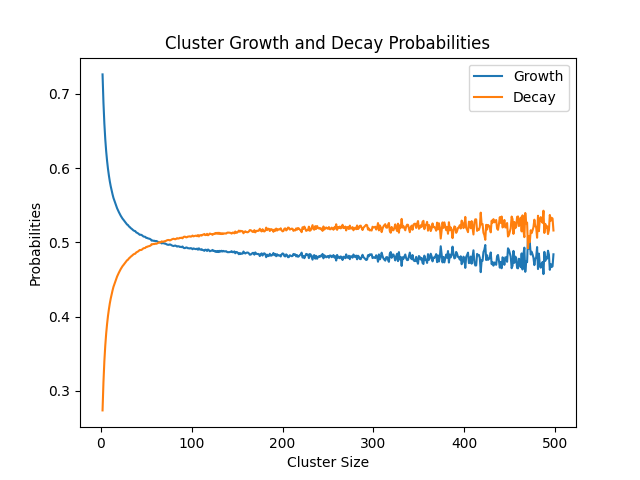 Cluster Growth and Decay Probabilities
Growth
Decay
Probabilities
0.7
0.6
0.5
0.4
0.3
0
100
200
300
400
500
Cluster Size